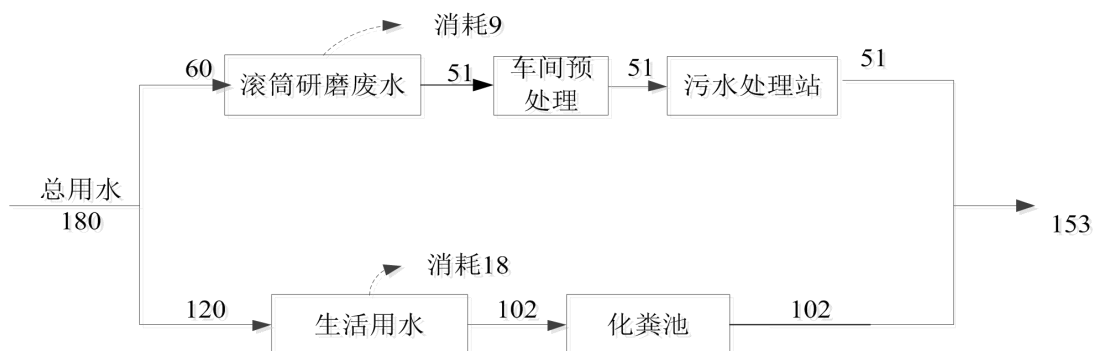 消耗9
60
滚筒研磨废水
51
车间预
处理
51
污水处理站
51
总用水
180
153
消耗18
120
生活用水
102
化粪池
102